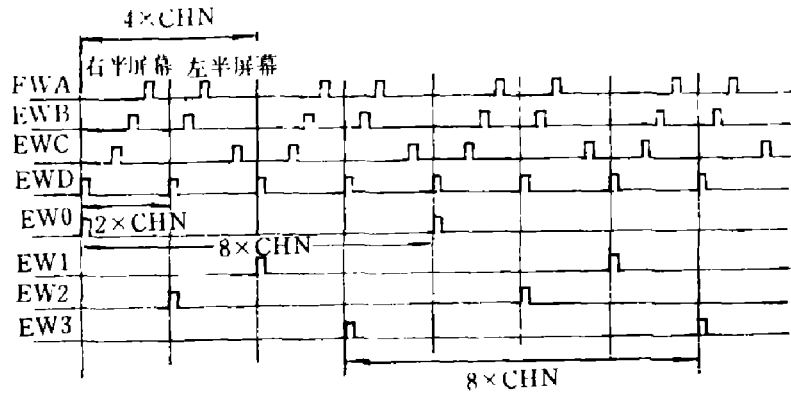 4×CHN
右半屏幕 左半屏幕
EWA
EWB
EWC
EWD
EW0
2×CHN
8×CHN
EW1
EW2
EW3
8×CHN